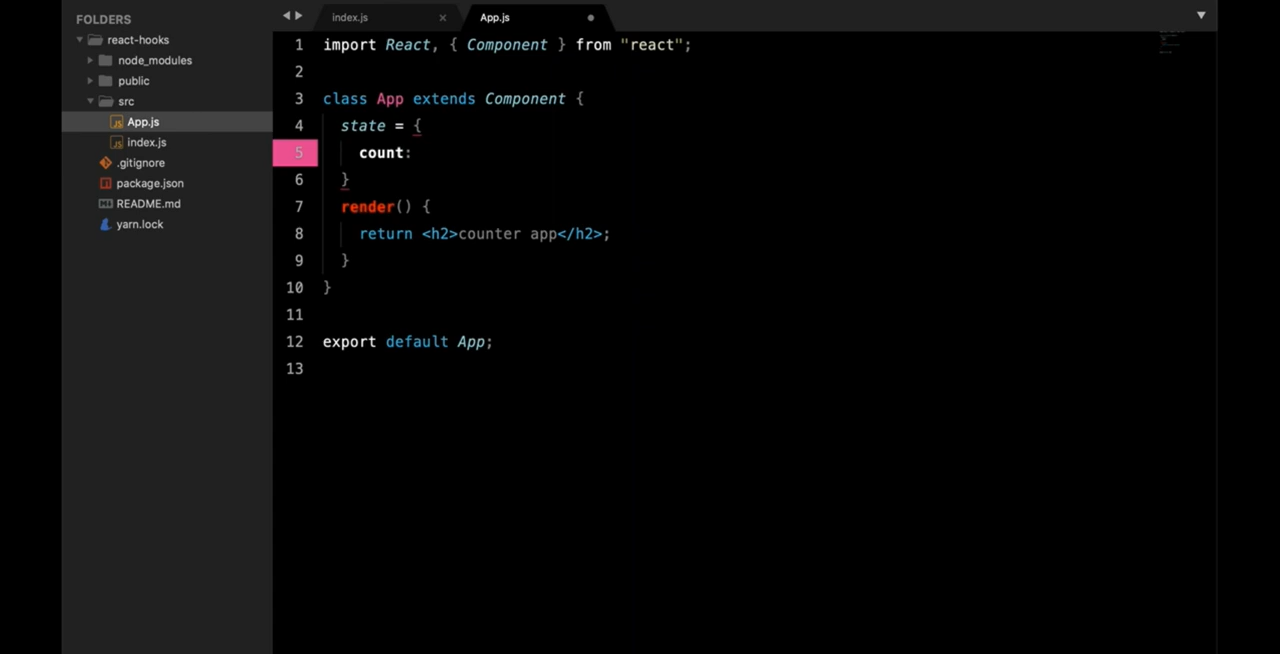 FOLDERS
react-hooks
node_modules
public
src
App.js
index.js
.gitignore
package.json
README.md
yarn.lock
index.js
App.js
1 import React, { Component } from "react";
2
3 class App extends Component {
4 state = {
5 count:
6 }
7 render() {
8 return <h2>counter app</h2>;
9 }
10 }
11
12 export default App;
13